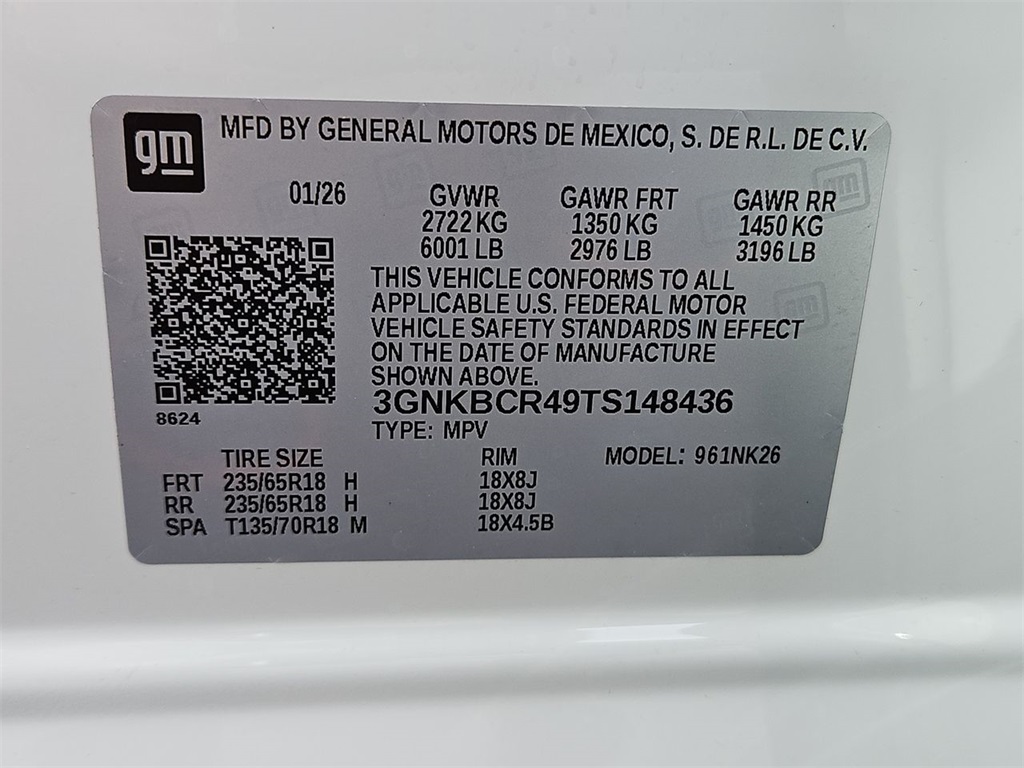 gm MFD BY GENERAL MOTORS DE MEXICO, S. DE R.L. DE C.V.
01/26 GVWR GAWR FRT GAWR RR
2722 KG 1350 KG 1450 KG
6001 LB 2976 LB 3196 LB
THIS VEHICLE CONFORMS TO ALL
APPLICABLE U.S. FEDERAL MOTOR
VEHICLE SAFETY STANDARDS IN EFFECT
ON THE DATE OF MANUFACTURE
SHOWN ABOVE.
3GNKBCR49TS148436
8624
TYPE: MPV
TIRE SIZE RIM MODEL: 961NK26
FRT 235/65R18 H 18X8J
RR 235/65R18 H 18X8J
SPA T135/70R18 M 18X4.5B